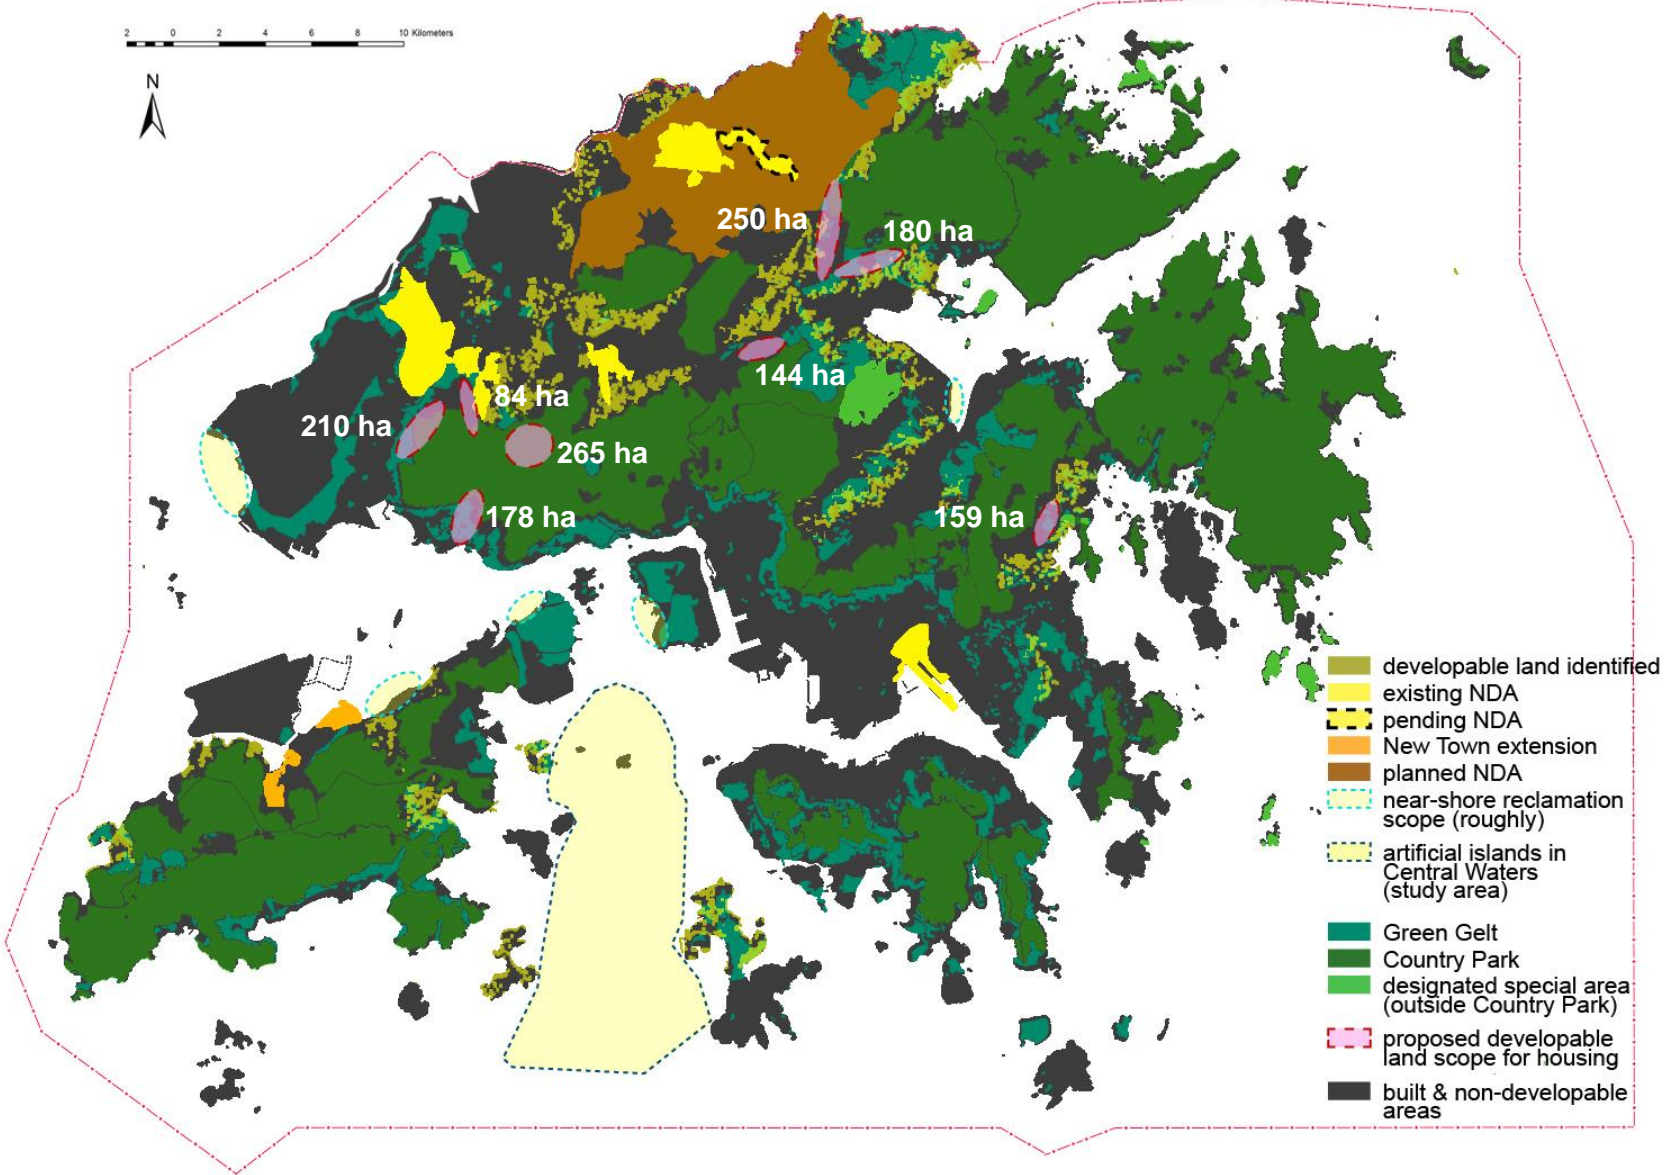 2 0 2 4 6 8 10 Kilometers
N
250 ha
180 ha
144 ha
84 ha
210 ha
265 ha
178 ha
159 ha
developable land identified
existing NDA
pending NDA
New Town extension
planned NDA
near-shore reclamation
scope (roughly)
artificial islands in
Central Waters
(study area)
Green Gelt
Country Park
designated special area
(outside Country Park)
proposed developable
land scope for housing
built & non-developable
areas